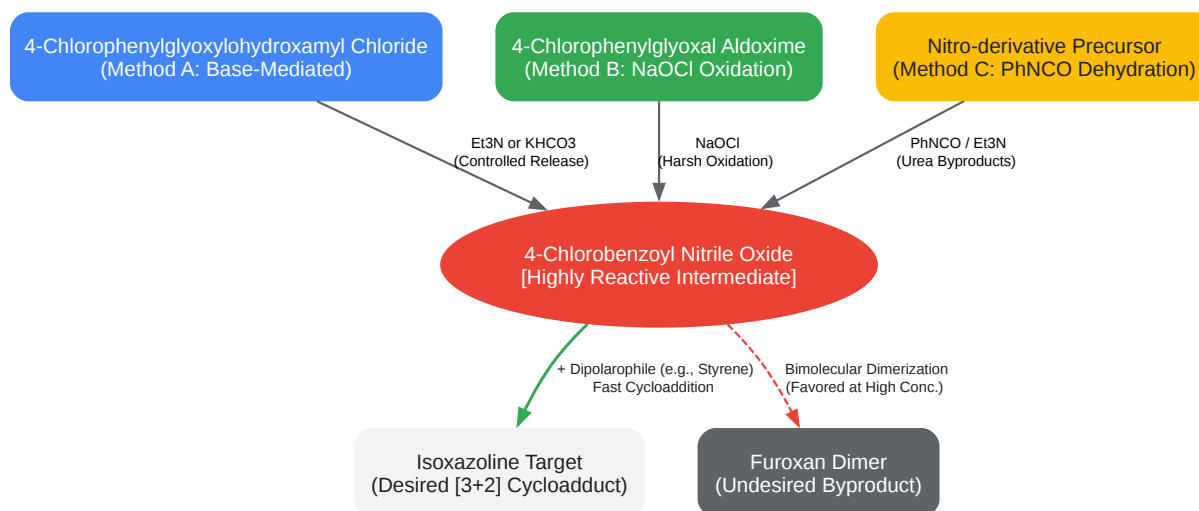 4-Chlorophenylglyoxylohydroxamyl Chloride
(Method A: Base-Mediated)
4-Chlorophenylglyoxal Aldoxime
(Method B: NaOCl Oxidation)
Nitro-derivative Precursor
(Method C: PhNCO Dehydration)
Et3N or KHCO3
(Controlled Release)
NaOCl
(Harsh Oxidation)
PhNCO / Et3N
(Urea Byproducts)
4-Chlorobenzoyl Nitrile Oxide
[Highly Reactive Intermediate]
+ Dipolarophile (e.g., Styrene)
Fast Cycloaddition
Bimolecular Dimerization
(Favored at High Conc.)
Isoxazoline Target
(Desired [3+2] Cycloadduct)
Furoxan Dimer
(Undesired Byproduct)